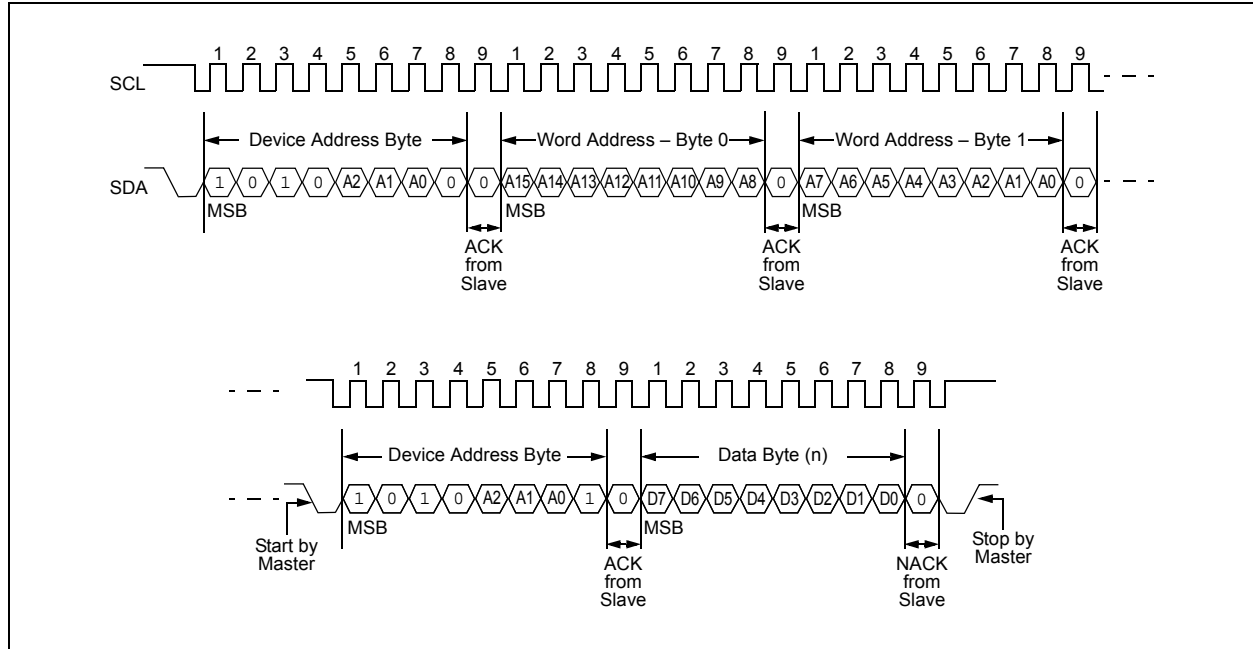 1 2 3 4 5 6 7 8 9 1 2 3 4 5 6 7 8 9 1 2 3 4 5 6 7 8 9
SCL
Device Address Byte Word Address – Byte 0 Word Address – Byte 1
SDA 1 0 1 0 A2 A1 A0 0 0 A15 A14 A13 A12 A11 A10 A9 A8 0 A7 A6 A5 A4 A3 A2 A1 A0 0
MSB MSB MSB
ACK from Slave
ACK from Slave
ACK from Slave
1 2 3 4 5 6 7 8 9 1 2 3 4 5 6 7 8 9
Device Address Byte Data Byte (n)
1 0 1 0 A2 A1 A0 1 0 D7 D6 D5 D4 D3 D2 D1 D0 0
MSB MSB
Start by Master
ACK from Slave
NACK from Slave
Stop by Master